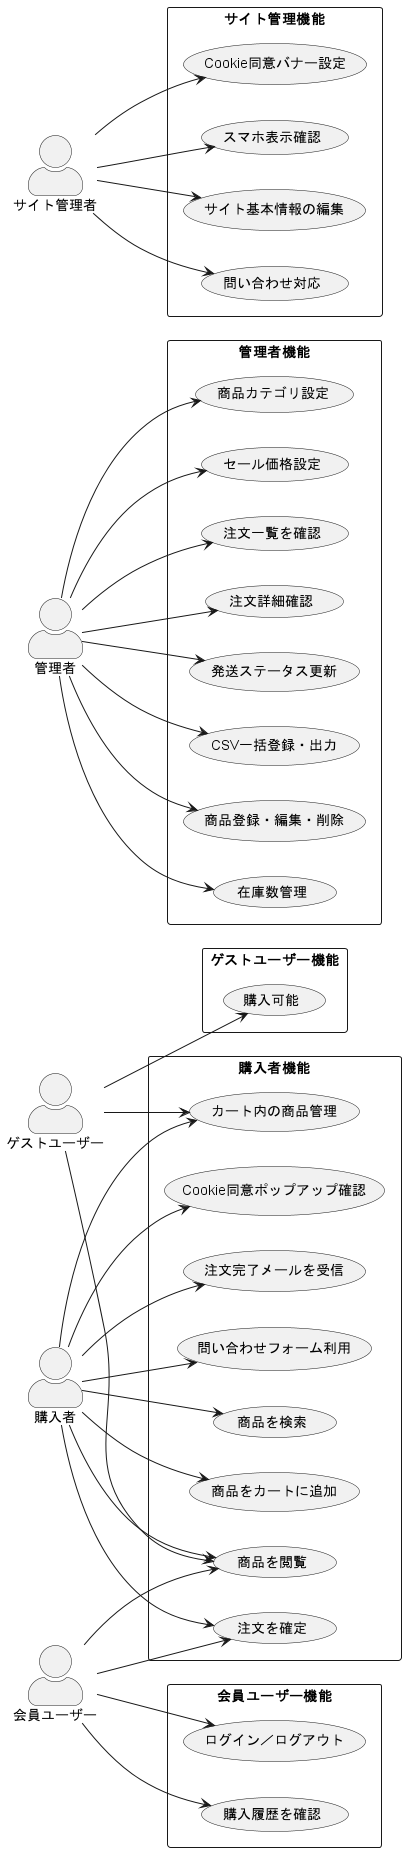 サイト管理機能
Cookie同意バナー設定
スマホ表示確認
サイト管理者
サイト基本情報の編集
問い合わせ対応
管理者機能
商品カテゴリ設定
セール価格設定
注文一覧を確認
注文詳細確認
管理者
発送ステータス更新
CSV一括登録・出力
商品登録・編集・削除
在庫数管理
ゲストユーザー機能
購入可能
購入者機能
カート内の商品管理
ゲストユーザー
Cookie同意ポップアップ確認
注文完了メールを受信
問い合わせフォーム利用
購入者
商品を検索
商品をカートに追加
商品を閲覧
注文を確定
会員ユーザー
会員ユーザー機能
ログイン／ログアウト
購入履歴を確認